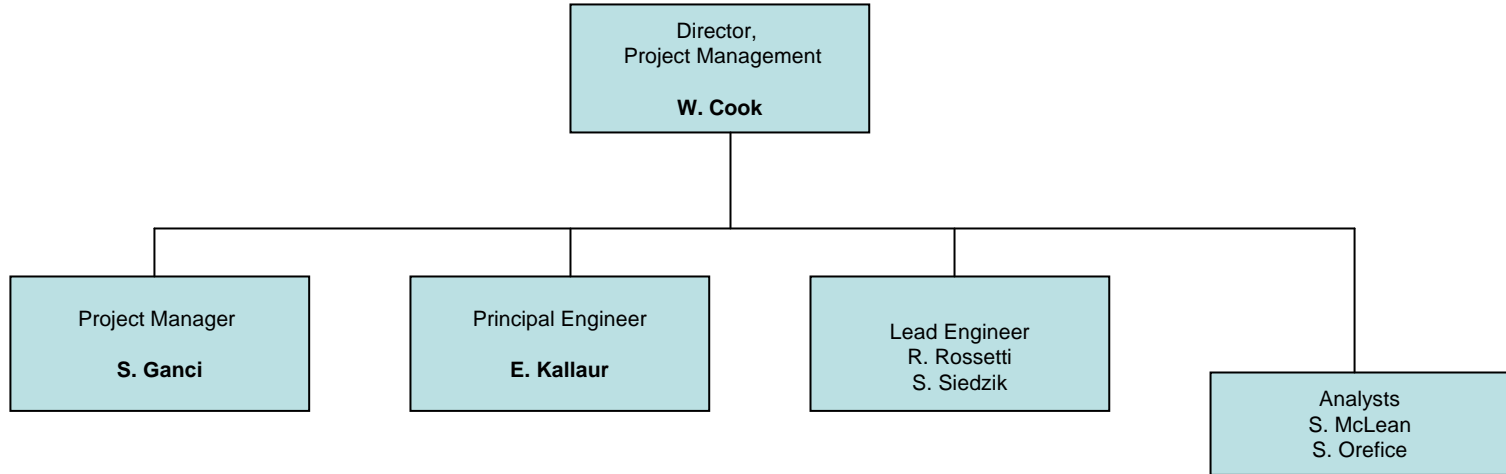 Director,
Project Management
W. Cook
Project Manager
S. Ganci
Principal Engineer
E. Kallaur
Lead Engineer
R. Rossetti
S. Siedzik
Analysts
S. McLean
S. Orefice